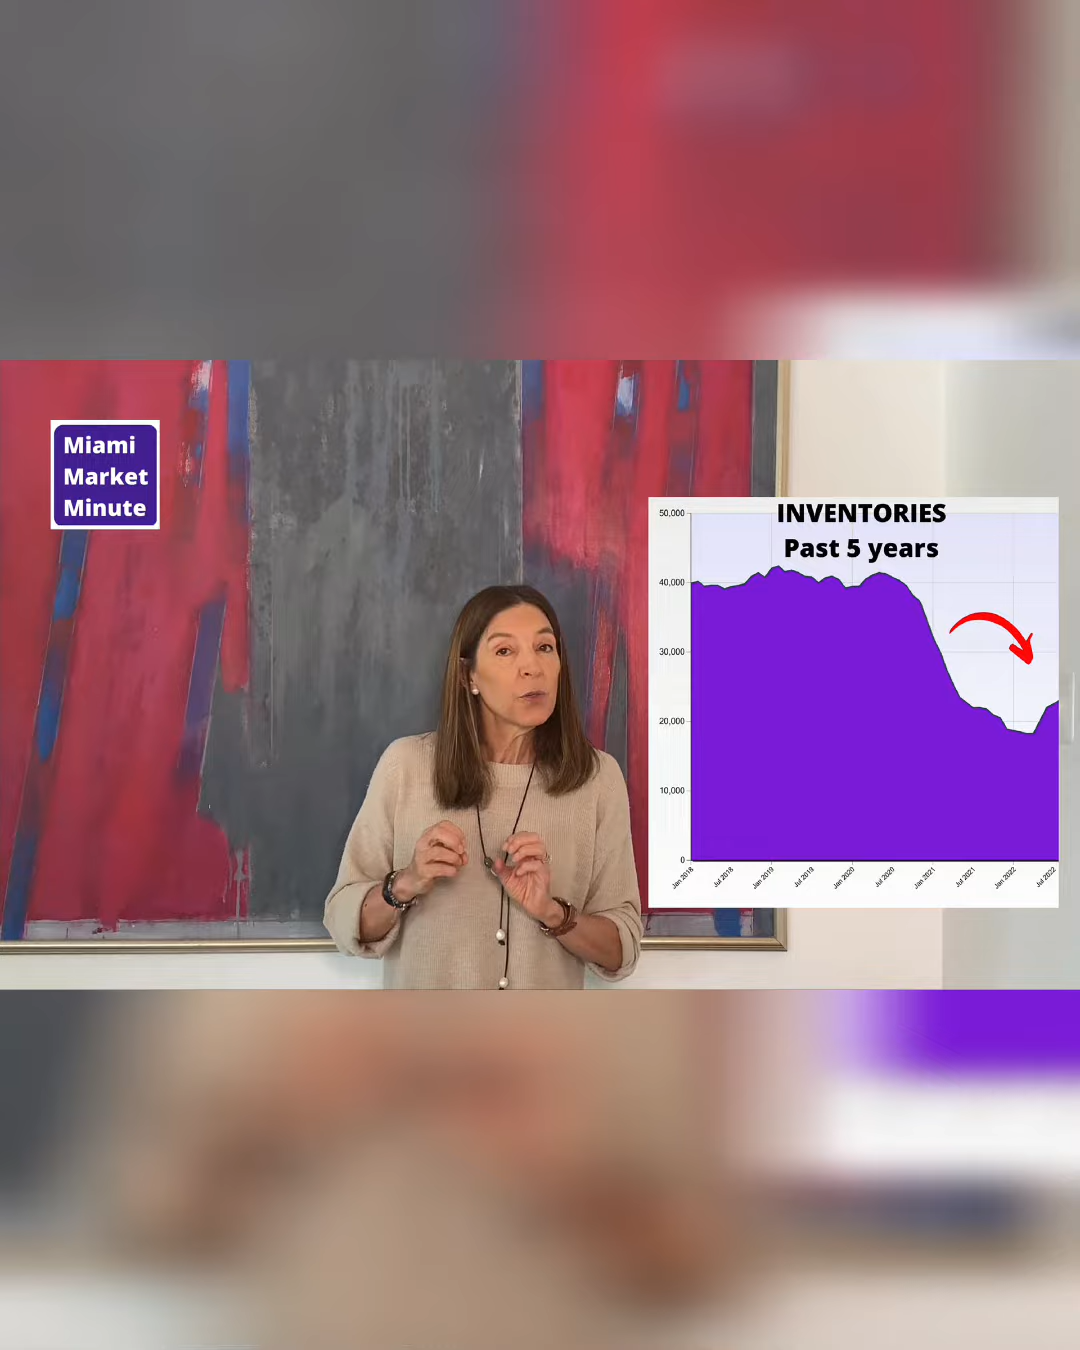 Miami
Market
Minute
INVENTORIES
Past 5 years
50,000
40,000
30,000
20,000
10,000
0
Jan 2018
Jul 2018
Jan 2019
Jul 2019
Jan 2020
Jul 2020
Jan 2021
Jul 2021
Jan 2022
Jul 2022